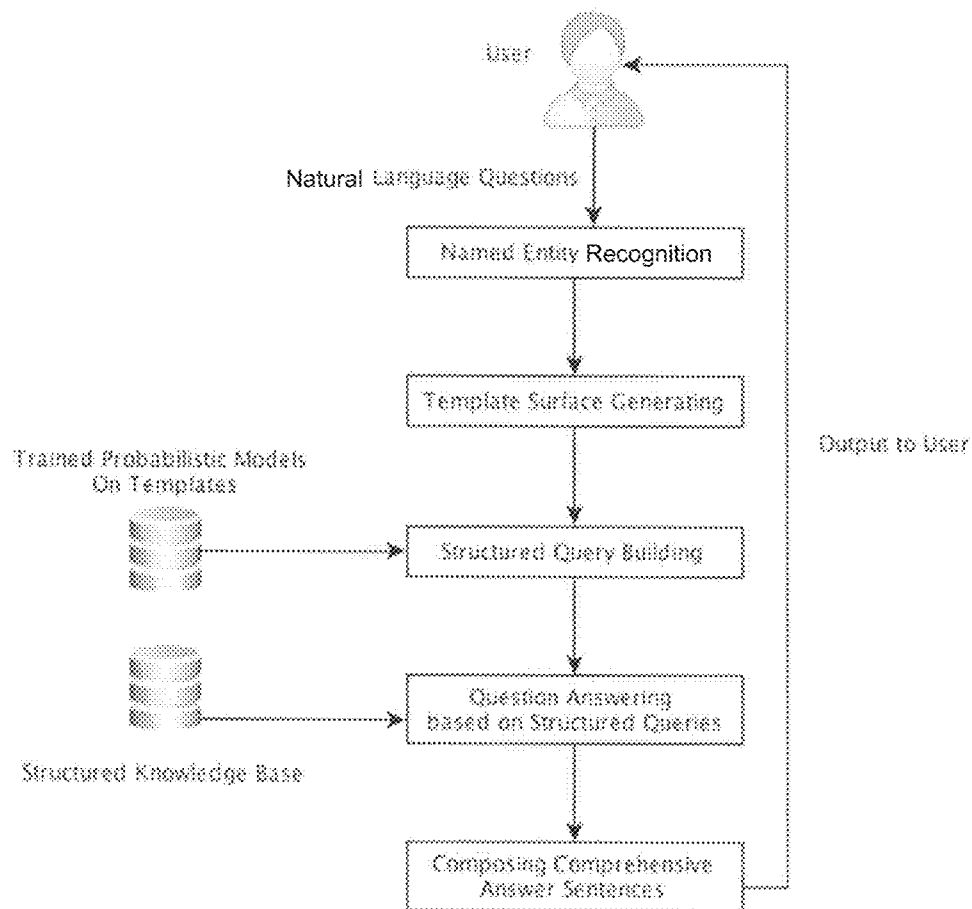 User
Natural Language Questions
Named Entity Recognition
Template Surface Generating
Output to User
Trained Probabilistic Models
On Templates
Structured Query Building
Question Answering
based on Structured Queries
Structured Knowledge Base
Composing Comprehensive
Answer Sentences